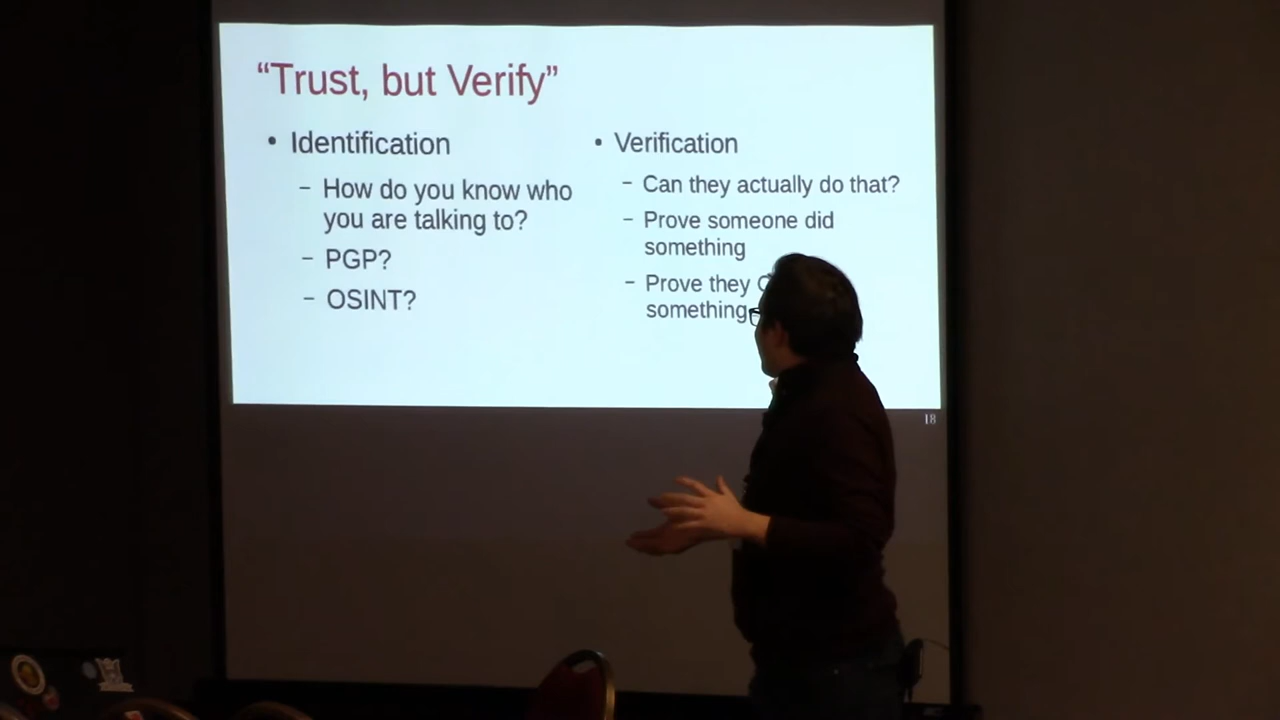 “Trust, but Verify”
• Identification
– How do you know who
you are talking to?
– PGP?
– OSINT?
• Verification
– Can they actually do that?
– Prove someone did
something
– Prove they
something
18